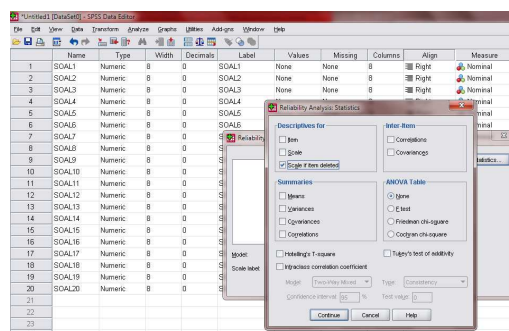 *Untitled1 [DataSet0] - SPSS Data Editor
File Edit View Data Transform Analyze Graphs Utilities Add-ons Window Help
Name Type Width Decimals Label Values Missing Columns Align Measure
1 SOAL1 Numeric 8 0 SOAL1 None None 8 Right Nominal
2 SOAL2 Numeric 8 0 SOAL2 None None 8 Right Nominal
3 SOAL3 Numeric 8 0 SOAL3 None None 8 Right Nominal
4 SOAL4 Numeric 8 0 SOAL4
5 SOAL5 Numeric 8 0 SOAL5
6 SOAL6 Numeric 8 0 SOAL6
7 SOAL7 Numeric 8 0 S
8 SOAL8 Numeric 8 0 S
9 SOAL9 Numeric 8 0 S
10 SOAL10 Numeric 8 0 S
11 SOAL11 Numeric 8 0 S
12 SOAL12 Numeric 8 0 S
13 SOAL13 Numeric 8 0 S
14 SOAL14 Numeric 8 0 S
15 SOAL15 Numeric 8 0 S
16 SOAL16 Numeric 8 0 S
17 SOAL17 Numeric 8 0 S
18 SOAL18 Numeric 8 0 S
19 SOAL19 Numeric 8 0 S
20 SOAL20 Numeric 8 0 S
21
22
23
Reliability
Model:
Scale label:
Reliability Analysis: Statistics
Descriptives for
Item
Scale
Scale if item deleted
Inter-Item
Correlations
Covariances
Summaries
Means
Variances
Covariances
Correlations
ANOVA Table
None
F test
Friedman chi-square
Cochran chi-square
Hotelling's T-square
Tukey's test of additivity
Intraclass correlation coefficient
Model: Two-Way Mixed Type: Consistency
Confidence interval: 95 % Test value: 0
Continue Cancel Help